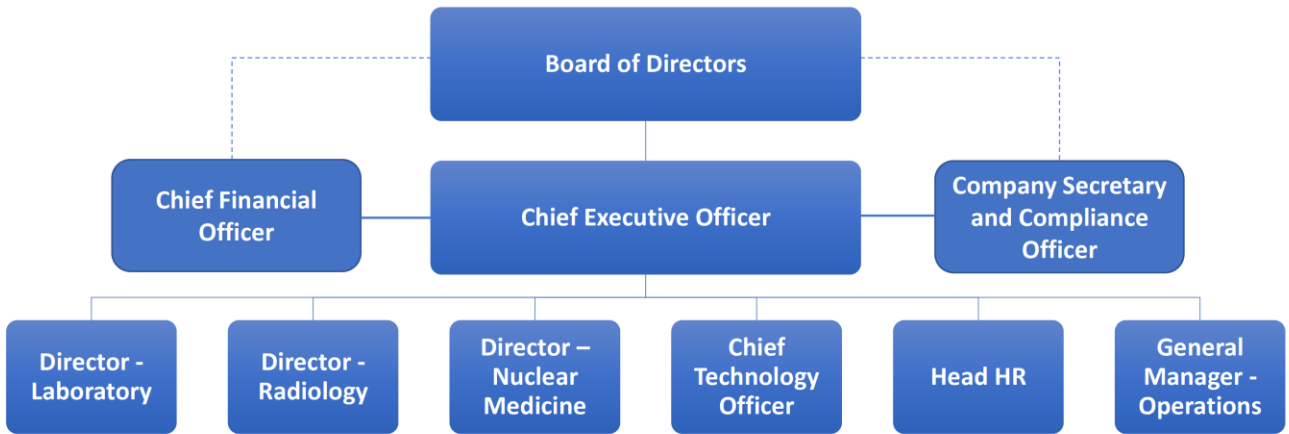 Board of Directors
Chief Financial
Officer
Chief Executive Officer
Company Secretary
and Compliance
Officer
Director -
Laboratory
Director -
Radiology
Director –
Nuclear
Medicine
Chief
Technology
Officer
Head HR
General
Manager -
Operations